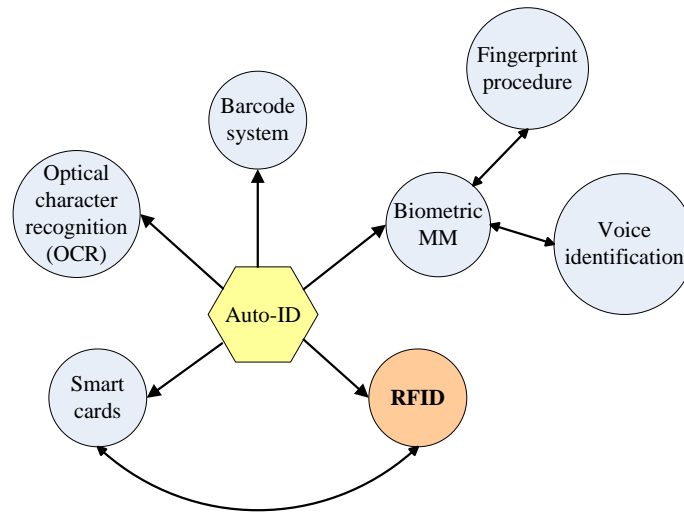 Fingerprint
procedure
Barcode
system
Optical
character
recognition
(OCR)
Biometric
MM
Voice
identification
Auto-ID
Smart
cards
RFID